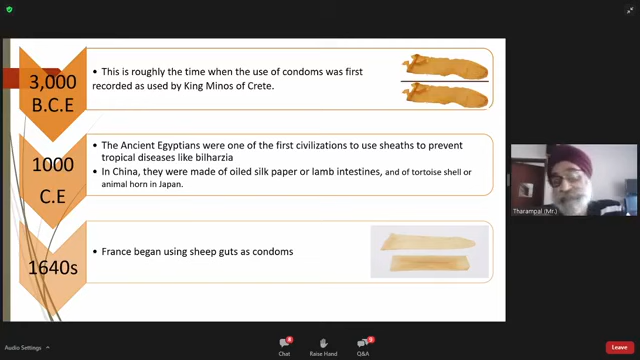 3,000
B.C.E
• This is roughly the time when the use of condoms was first
recorded as used by King Minos of Crete.
1000
C.E
• The Ancient Egyptians were one of the first civilizations to use sheaths to prevent
tropical diseases like bilharzia
• In China, they were made of oiled silk paper or lamb intestines, and of tortoise shell or
animal horn in Japan.
1640s
• France began using sheep guts as condoms
Tharampal (Mr.)
Audio Settings
Chat
Raise Hand
Q&A
Leave